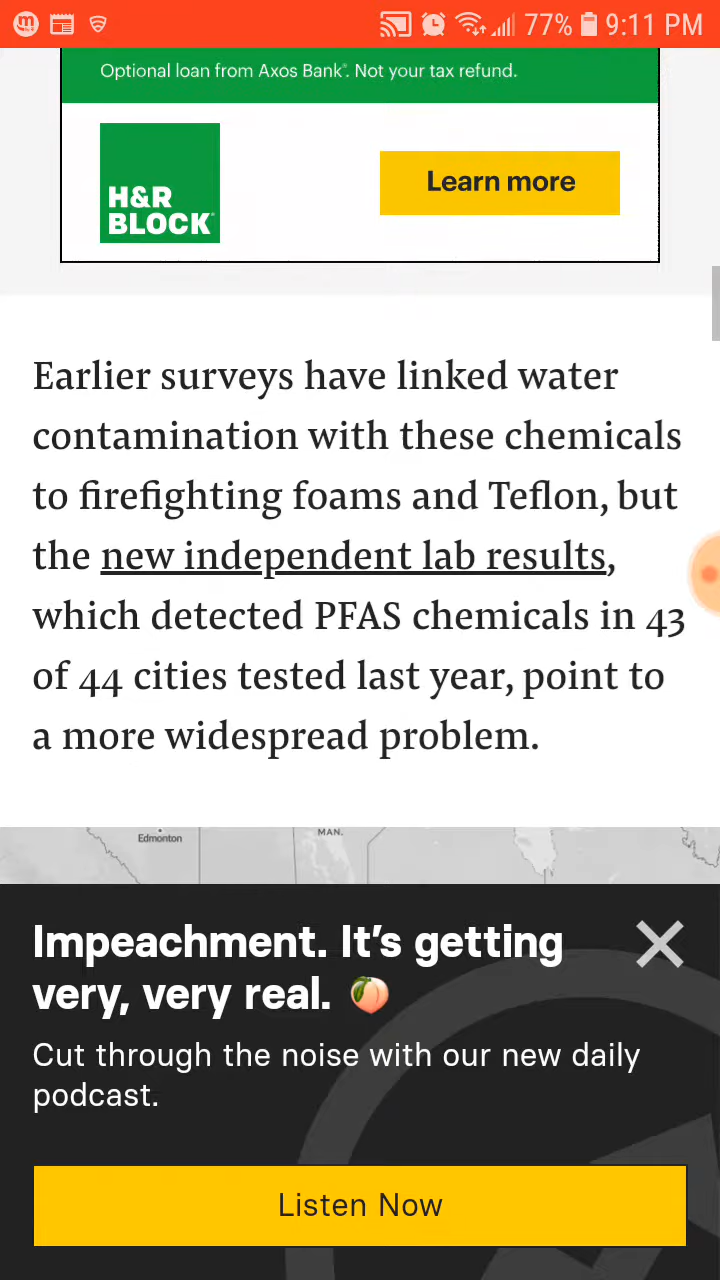 77% 9:11 PM
Optional loan from Axos Bank®. Not your tax refund.
H&R
BLOCK®
Learn more
Earlier surveys have linked water
contamination with these chemicals
to firefighting foams and Teflon, but
the new independent lab results,
which detected PFAS chemicals in 43
of 44 cities tested last year, point to
a more widespread problem.
Edmonton
MAN.
Impeachment. It's getting
very, very real. 🍑
Cut through the noise with our new daily
podcast.
Listen Now